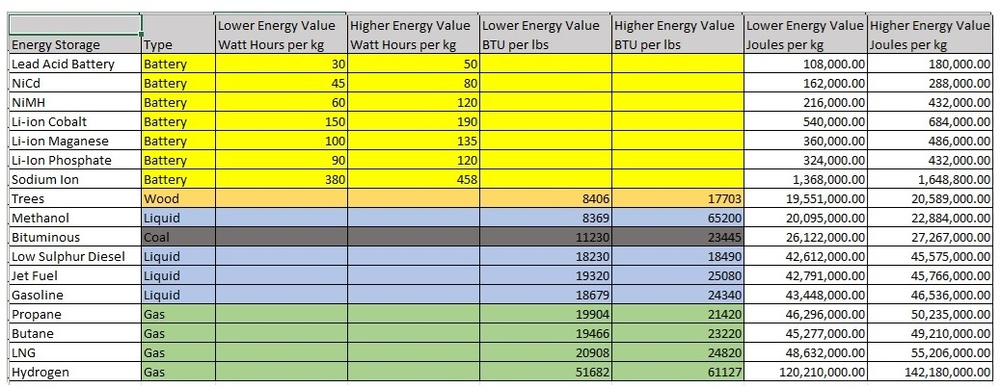 Lower Energy Value Higher Energy Value Lower Energy Value Higher Energy Value Lower Energy Value Higher Energy Value
Energy Storage Type Watt Hours per kg Watt Hours per kg BTU per lbs BTU per lbs Joules per kg Joules per kg
Lead Acid Battery Battery 30 50 108,000.00 180,000.00
NiCd Battery 45 80 162,000.00 288,000.00
NiMH Battery 60 120 216,000.00 432,000.00
Li-ion Cobalt Battery 150 190 540,000.00 684,000.00
Li-ion Maganese Battery 100 135 360,000.00 486,000.00
Li-Ion Phosphate Battery 90 120 324,000.00 432,000.00
Sodium Ion Battery 380 458 1,368,000.00 1,648,800.00
Trees Wood 8406 17703 19,551,000.00 20,589,000.00
Methanol Liquid 8369 65200 20,095,000.00 22,884,000.00
Bituminous Coal 11230 23445 26,122,000.00 27,267,000.00
Low Sulphur Diesel Liquid 18230 18490 42,612,000.00 45,575,000.00
Jet Fuel Liquid 19320 25080 42,791,000.00 45,766,000.00
Gasoline Liquid 18679 24340 43,448,000.00 46,536,000.00
Propane Gas 19904 21420 46,296,000.00 50,235,000.00
Butane Gas 19466 23220 45,277,000.00 49,210,000.00
LNG Gas 20908 24820 48,632,000.00 55,206,000.00
Hydrogen Gas 51682 61127 120,210,000.00 142,180,000.00